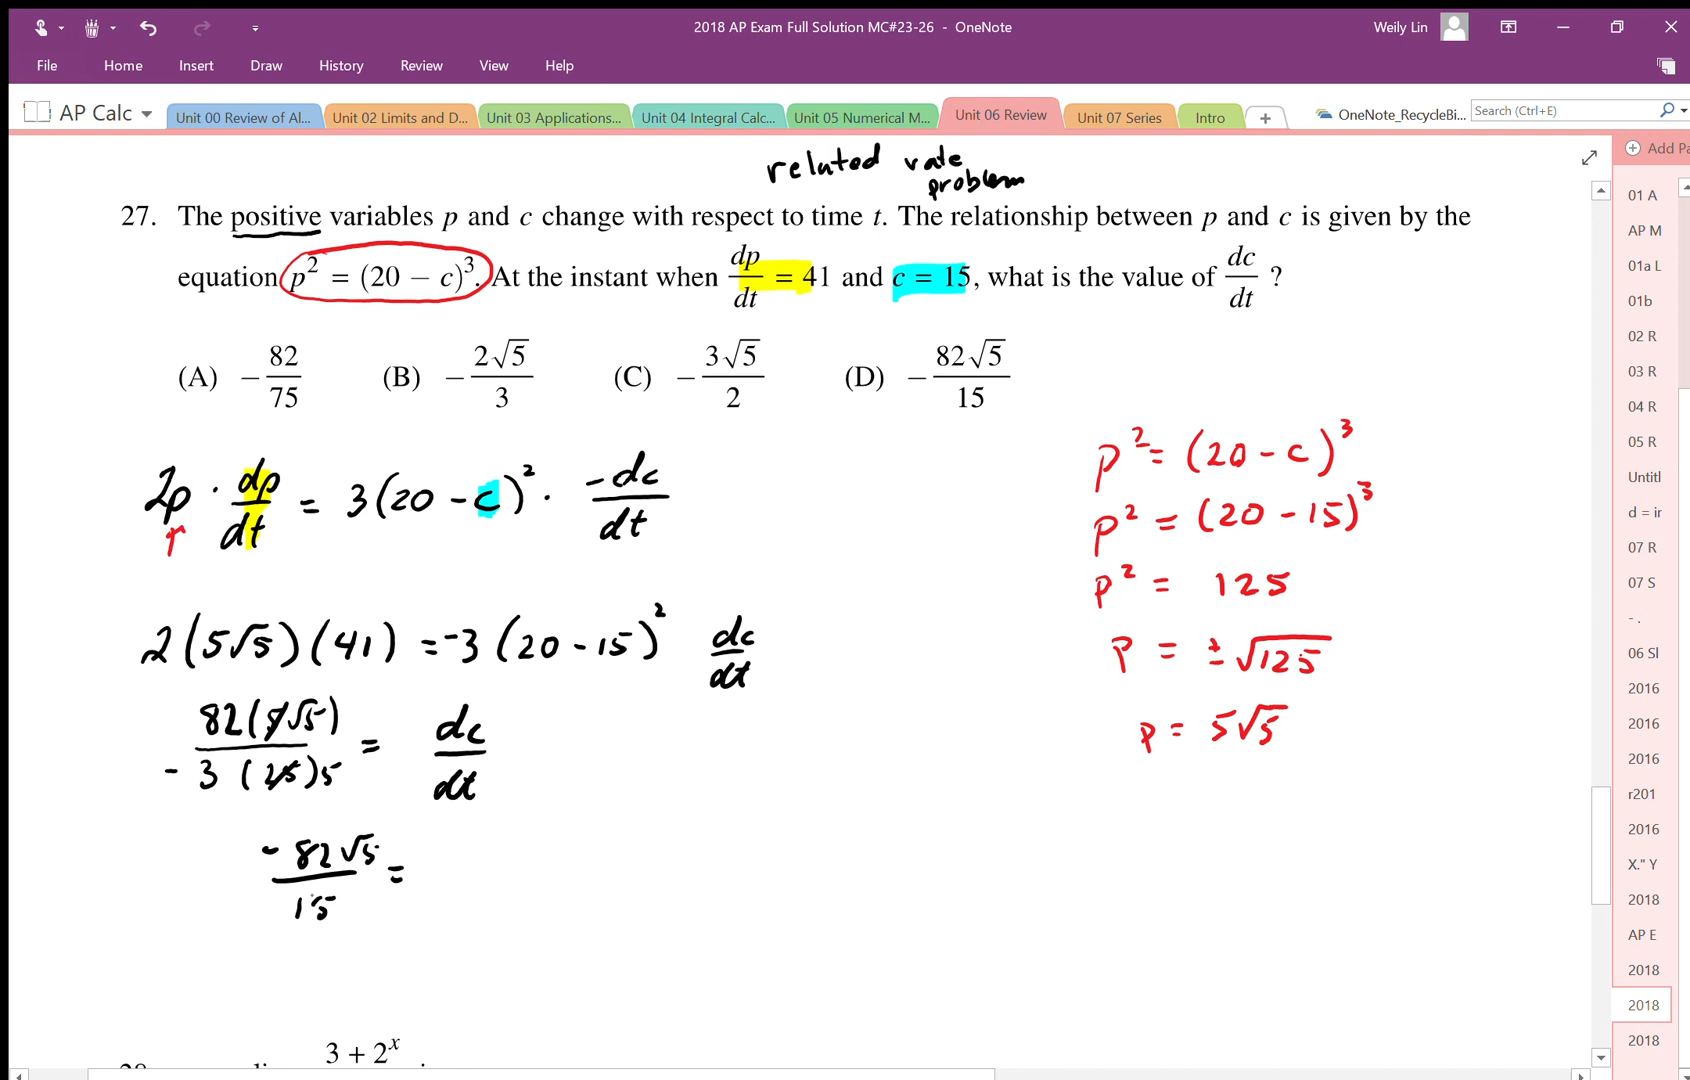 2018 AP Exam Full Solution MC#23-26 - OneNote
Weily Lin
File Home Insert Draw History Review View Help
AP Calc
Unit 00 Review of Al... Unit 02 Limits and D... Unit 03 Applications... Unit 04 Integral Calc... Unit 05 Numerical M... Unit 06 Review Unit 07 Series Intro + OneNote_RecycleBi... Search (Ctrl+E)
related rate
problem
27. The positive variables p and c change with respect to time t. The relationship between p and c is given by the
equation p² = (20 − c)³. At the instant when dp/dt = 41 and c = 15, what is the value of dc/dt ?
(A) − 82/75 (B) − 2√5/3 (C) − 3√5/2 (D) − 82√5/15
2p · dp/dt = 3(20 − c)² · −dc/dt
2(5√5)(41) = −3(20 − 15)² dc/dt
82(5√5)/−3(25)5 = dc/dt
−82√5/15 =
p² = (20 − c)³
p² = (20 − 15)³
p² = 125
p = ±√125
p = 5√5
3 + 2ˣ
Add Pa
01 A
AP M
01a L
01b
02 R
03 R
04 R
05 R
Untitl
d = ir
07 R
07 S
- .
06 Sl
2016
2016
2016
r201
2016
X." Y
2018
AP E
2018
2018
2018